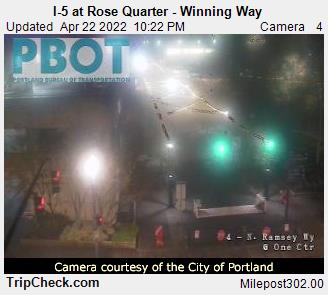 I-5 at Rose Quarter - Winning Way
Updated Apr 22 2022 10:22 PM Camera 4
PBOT
PORTLAND BUREAU OF TRANSPORTATION
4 - N. Ramsey Wy
@ One Ctr
Camera courtesy of the City of Portland
TripCheck.com Milepost302.00